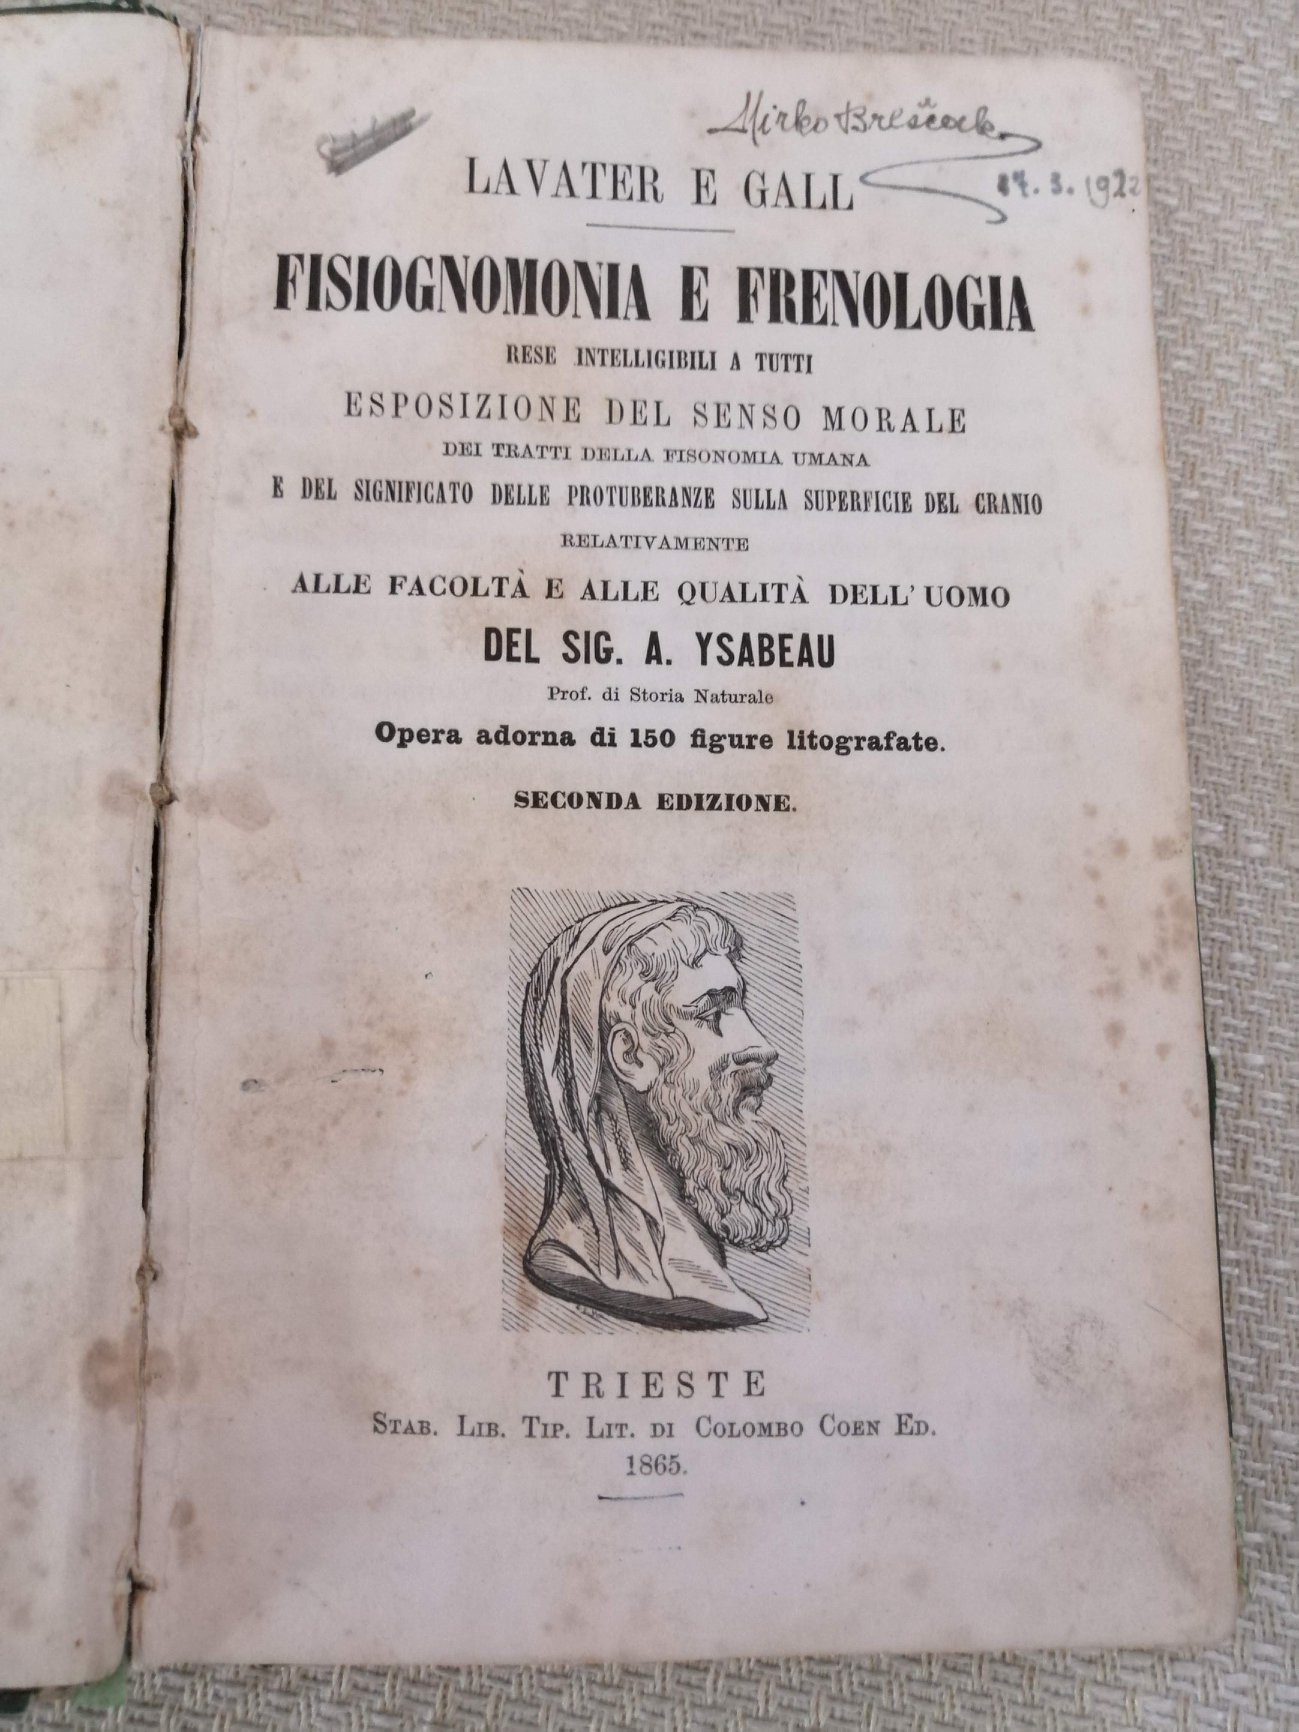 Mirko Breščak
17.3.1922
LAVATER E GALL
FISIOGNOMONIA E FRENOLOGIA
RESE INTELLIGIBILI A TUTTI
ESPOSIZIONE DEL SENSO MORALE
DEI TRATTI DELLA FISONOMIA UMANA
E DEL SIGNIFICATO DELLE PROTUBERANZE SULLA SUPERFICIE DEL CRANIO
RELATIVAMENTE
ALLE FACOLTÀ E ALLE QUALITÀ DELL' UOMO
DEL SIG. A. YSABEAU
Prof. di Storia Naturale
Opera adorna di 150 figure litografate.
SECONDA EDIZIONE.
TRIESTE
STAB. LIB. TIP. LIT. DI COLOMBO COEN ED.
1865.